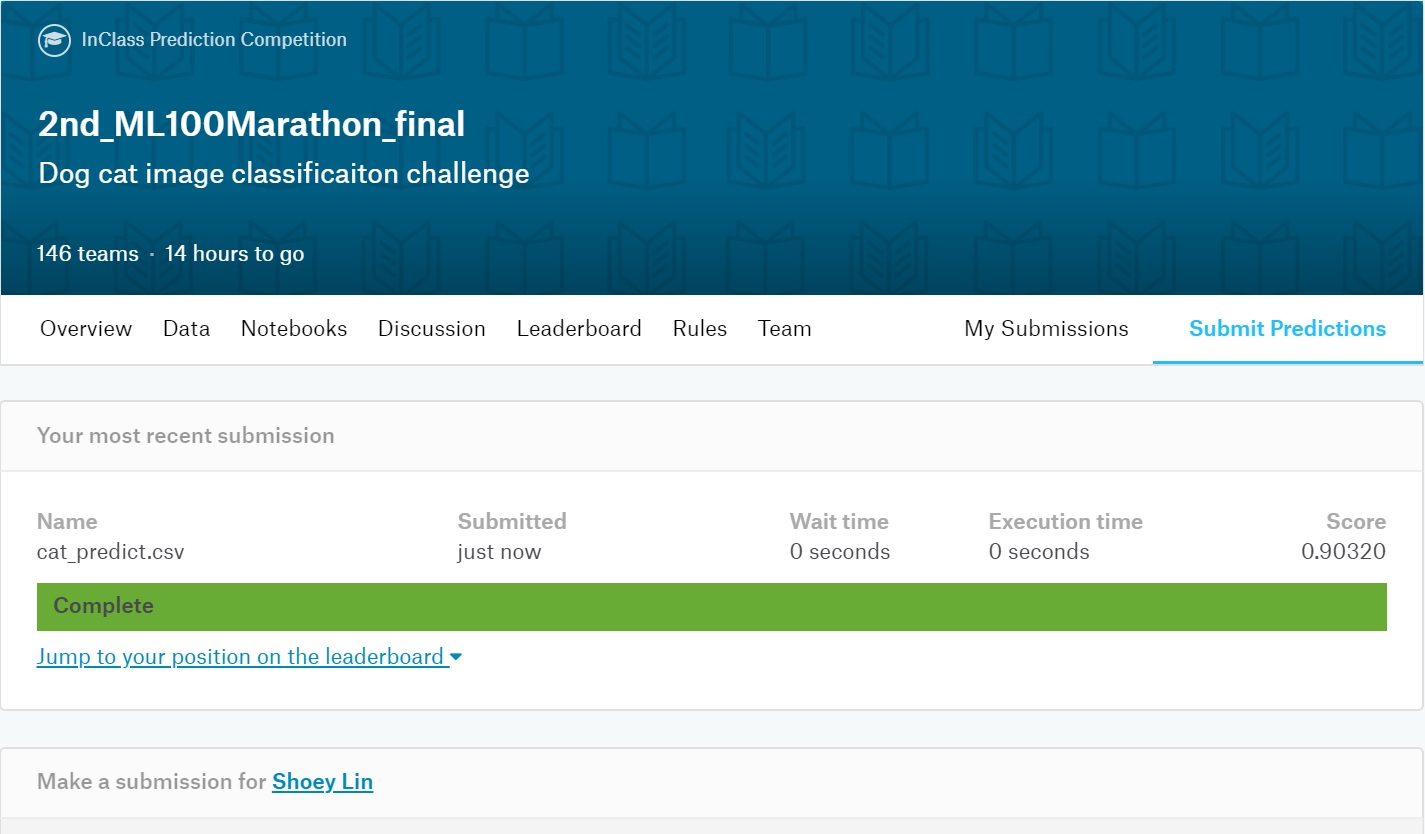 InClass Prediction Competition
2nd_ML100Marathon_final
Dog cat image classificaiton challenge
146 teams · 14 hours to go
Overview Data Notebooks Discussion Leaderboard Rules Team My Submissions Submit Predictions
Your most recent submission
Name Submitted Wait time Execution time Score
cat_predict.csv just now 0 seconds 0 seconds 0.90320
Complete
Jump to your position on the leaderboard
Make a submission for Shoey Lin